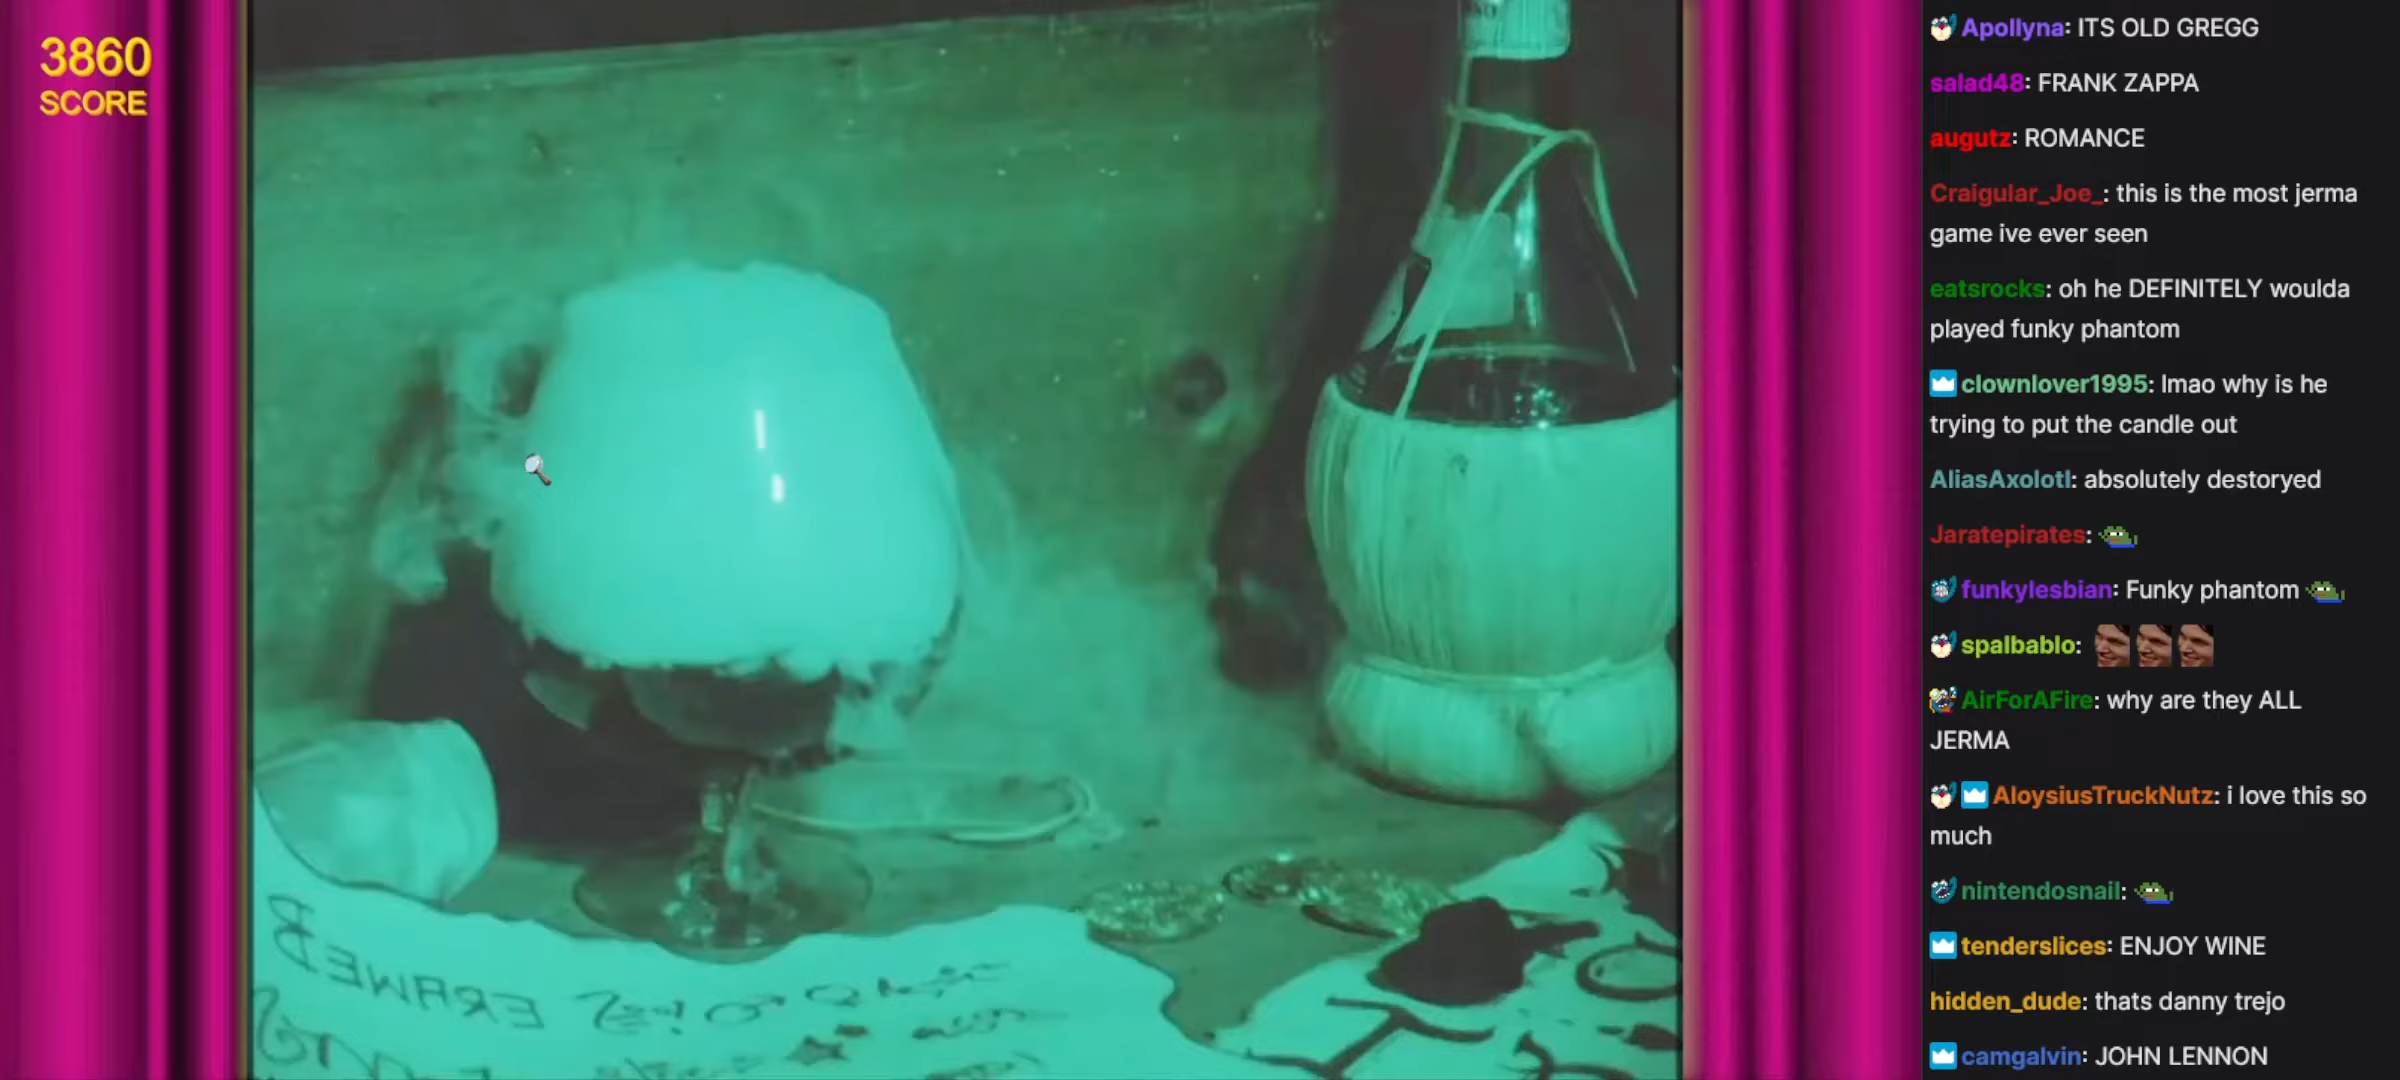 3860
SCORE
Apollyna: ITS OLD GREGG
salad48: FRANK ZAPPA
augutz: ROMANCE
Craigular_Joe_: this is the most jerma
game ive ever seen
eatsrocks: oh he DEFINITELY woulda
played funky phantom
clownlover1995: lmao why is he
trying to put the candle out
AliasAxolotl: absolutely destoryed
Jaratepirates:
funkylesbian: Funky phantom
spalbablo:
AirForAFire: why are they ALL
JERMA
AloysiusTruckNutz: i love this so
much
nintendosnail:
tenderslices: ENJOY WINE
hidden_dude: thats danny trejo
camgalvin: JOHN LENNON